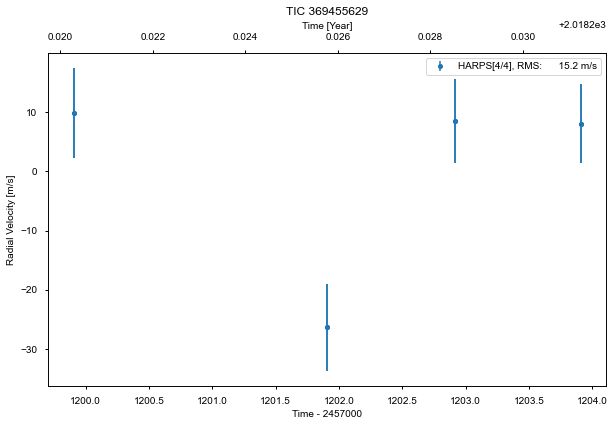 TIC 369455629
Time [Year]
+2.0182e3
0.020 0.022 0.024 0.026 0.028 0.030
HARPS[4/4], RMS: 15.2 m/s
10
0
−10
−20
−30
Radial Velocity [m/s]
1200.0 1200.5 1201.0 1201.5 1202.0 1202.5 1203.0 1203.5 1204.0
Time - 2457000